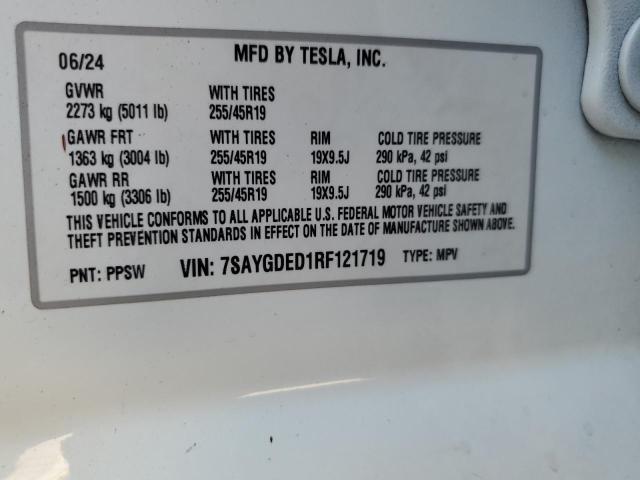 06/24 MFD BY TESLA, INC.
GVWR WITH TIRES
2273 kg (5011 lb) 255/45R19
GAWR FRT WITH TIRES RIM COLD TIRE PRESSURE
1363 kg (3004 lb) 255/45R19 19X9.5J 290 kPa, 42 psi
GAWR RR WITH TIRES RIM COLD TIRE PRESSURE
1500 kg (3306 lb) 255/45R19 19X9.5J 290 kPa, 42 psi
THIS VEHICLE CONFORMS TO ALL APPLICABLE U.S. FEDERAL MOTOR VEHICLE SAFETY AND
THEFT PREVENTION STANDARDS IN EFFECT ON THE DATE OF MANUFACTURE SHOWN ABOVE.
PNT: PPSW VIN: 7SAYGDED1RF121719 TYPE: MPV